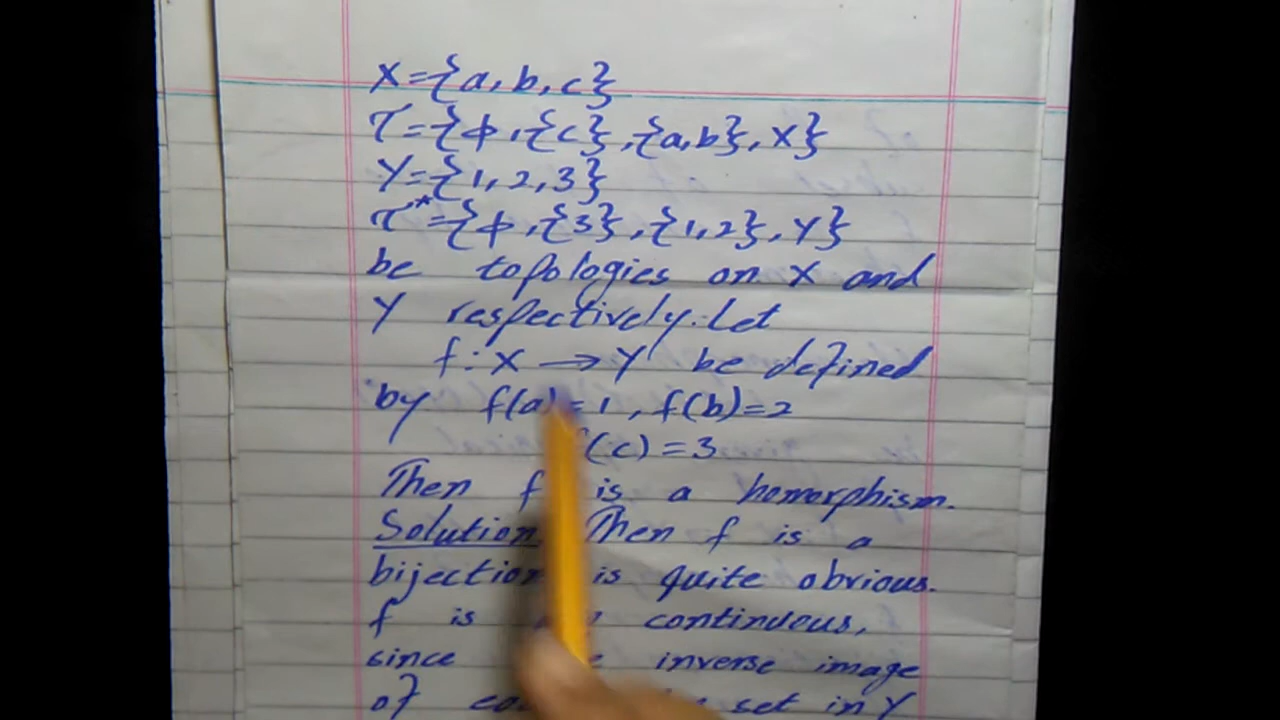 X={a, b, c}
τ={φ, {c}, {a,b}, X}
Y={1, 2, 3}
τ*={φ, {3}, {1,2}, Y}
be topologies on X and
Y respectively. Let
f: X → Y be defined
by f(a)=1, f(b)=2
(c)=3
Then f is a homorphism.
Solution Then f is a
bijection is quite obvious.
f is continuous,
since inverse image
of set in Y